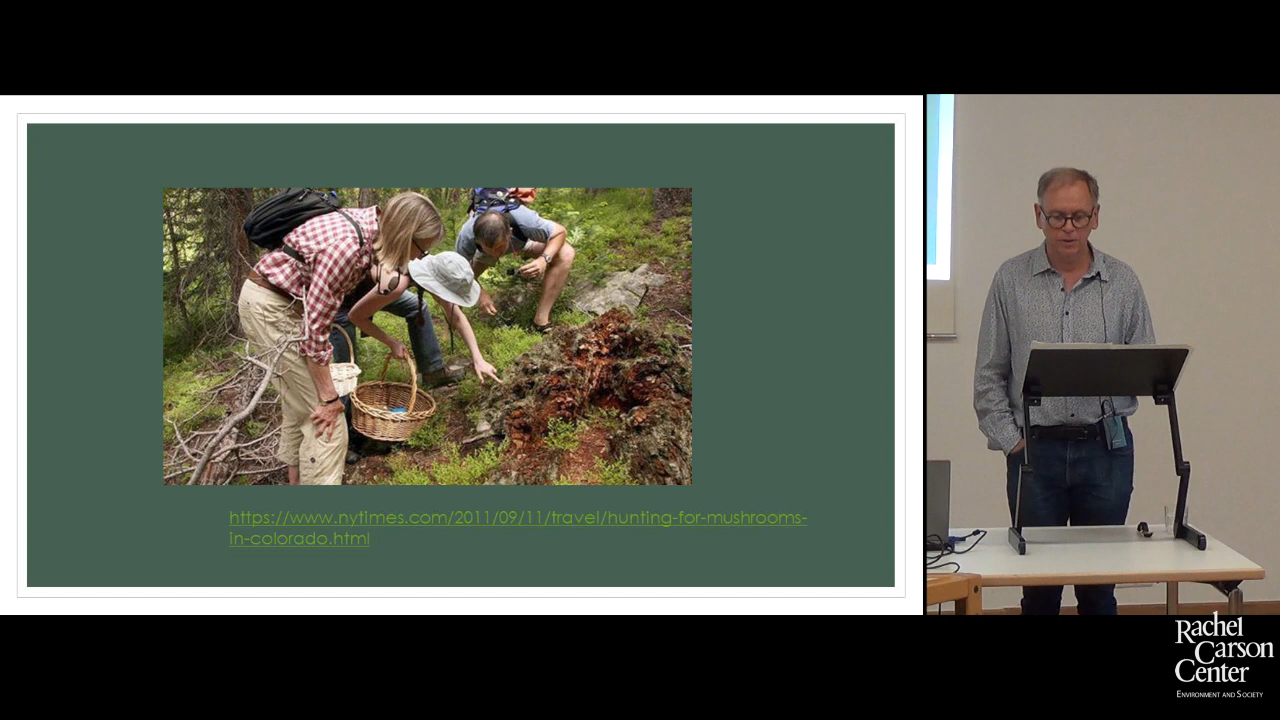 https://www.nytimes.com/2011/09/11/travel/hunting-for-mushrooms-
in-colorado.html
Rachel
Carson
Center
ENVIRONMENT AND SOCIETY